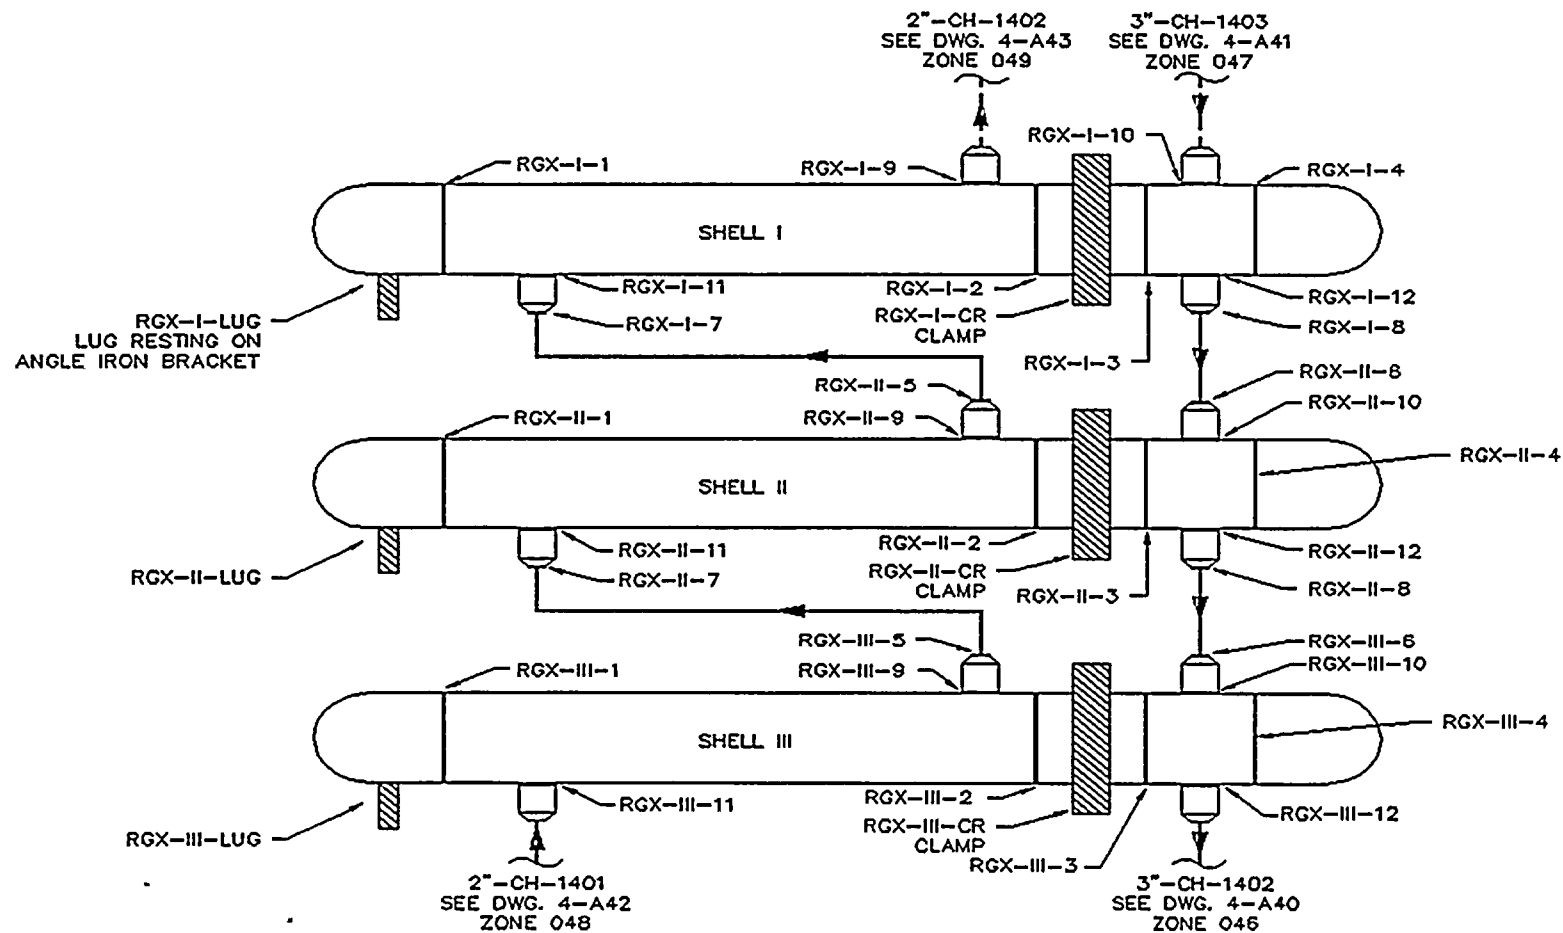 2"-CH-1402
SEE DWG. 4-A43
ZONE 049
3"-CH-1403
SEE DWG. 4-A41
ZONE 047
RGX-I-10
RGX-I-1
RGX-I-9
RGX-I-4
SHELL I
RGX-I-11
RGX-I-2
RGX-I-12
RGX-I-LUG
LUG RESTING ON
ANGLE IRON BRACKET
RGX-I-7
RGX-I-CR
CLAMP
RGX-I-8
RGX-I-3
RGX-II-5
RGX-II-8
RGX-II-1
RGX-II-9
RGX-II-10
RGX-II-4
SHELL II
RGX-II-11
RGX-II-2
RGX-II-12
RGX-II-LUG
RGX-II-7
RGX-II-CR
CLAMP
RGX-II-3
RGX-II-8
RGX-III-5
RGX-III-6
RGX-III-1
RGX-III-9
RGX-III-10
RGX-III-4
SHELL III
RGX-III-11
RGX-III-2
RGX-III-12
RGX-III-LUG
RGX-III-CR
CLAMP
RGX-III-3
2"-CH-1401
SEE DWG. 4-A42
ZONE 048
3"-CH-1402
SEE DWG. 4-A40
ZONE 046